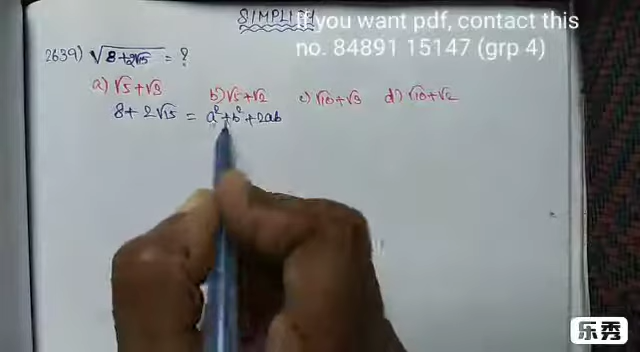 SIMPLIFY
If you want pdf, contact this
no. 84891 15147 (grp 4)
2639) √8+2√15 = ?
a) √5+√3
b) √5+√2
c) √10+√3
d) √10+√2
8+2√15 = a²+b²+2ab
乐秀